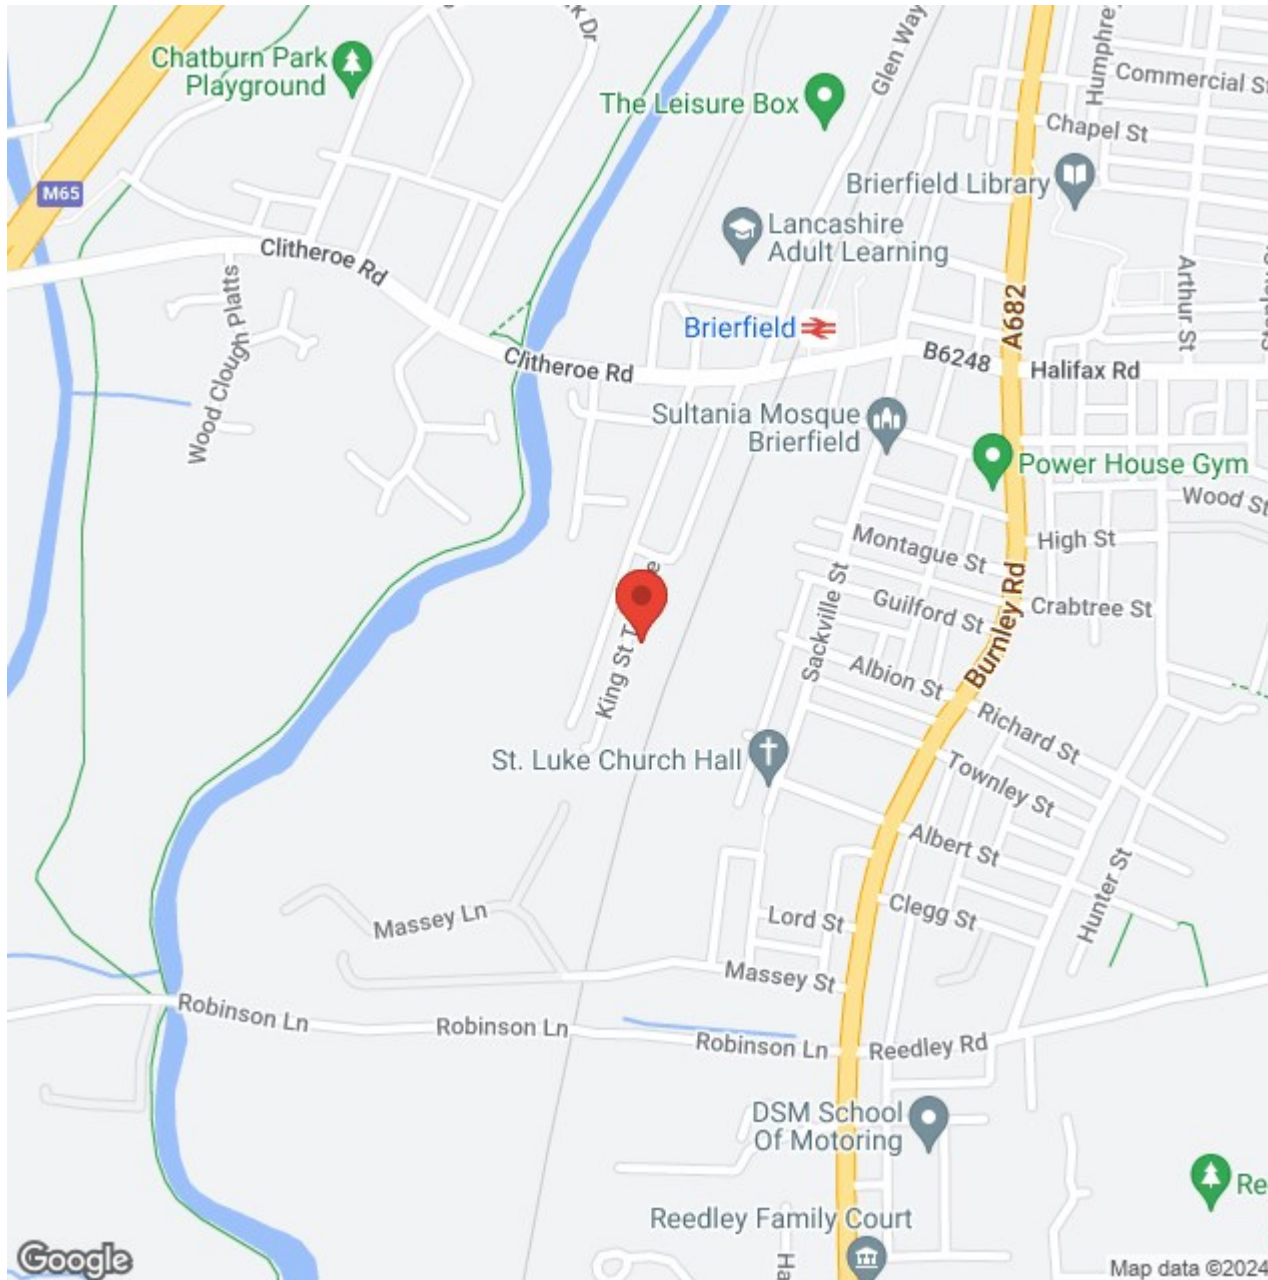 Chatburn Park
Playground
k Dr
The Leisure Box
Glen Way
Humphrey
Commercial St
Chapel St
M65
Brierfield Library
Lancashire
Adult Learning
Clitheroe Rd
Wood Clough Platts
Arthur St
A682
Brierfield
B6248
Halifax Rd
Clitheroe Rd
Sultania Mosque
Brierfield
Power House Gym
Wood St
High St
Montague St
Guilford St
Crabtree St
Sackville St
Burnley Rd
King St T
e
Albion St
Richard St
St. Luke Church Hall
Townley St
Albert St
Hunter St
Massey Ln
Lord St
Clegg St
Massey St
Robinson Ln
Robinson Ln
Robinson Ln
Reedley Rd
DSM School
Of Motoring
Re
Reedley Family Court
Ha
Google
Map data ©2024